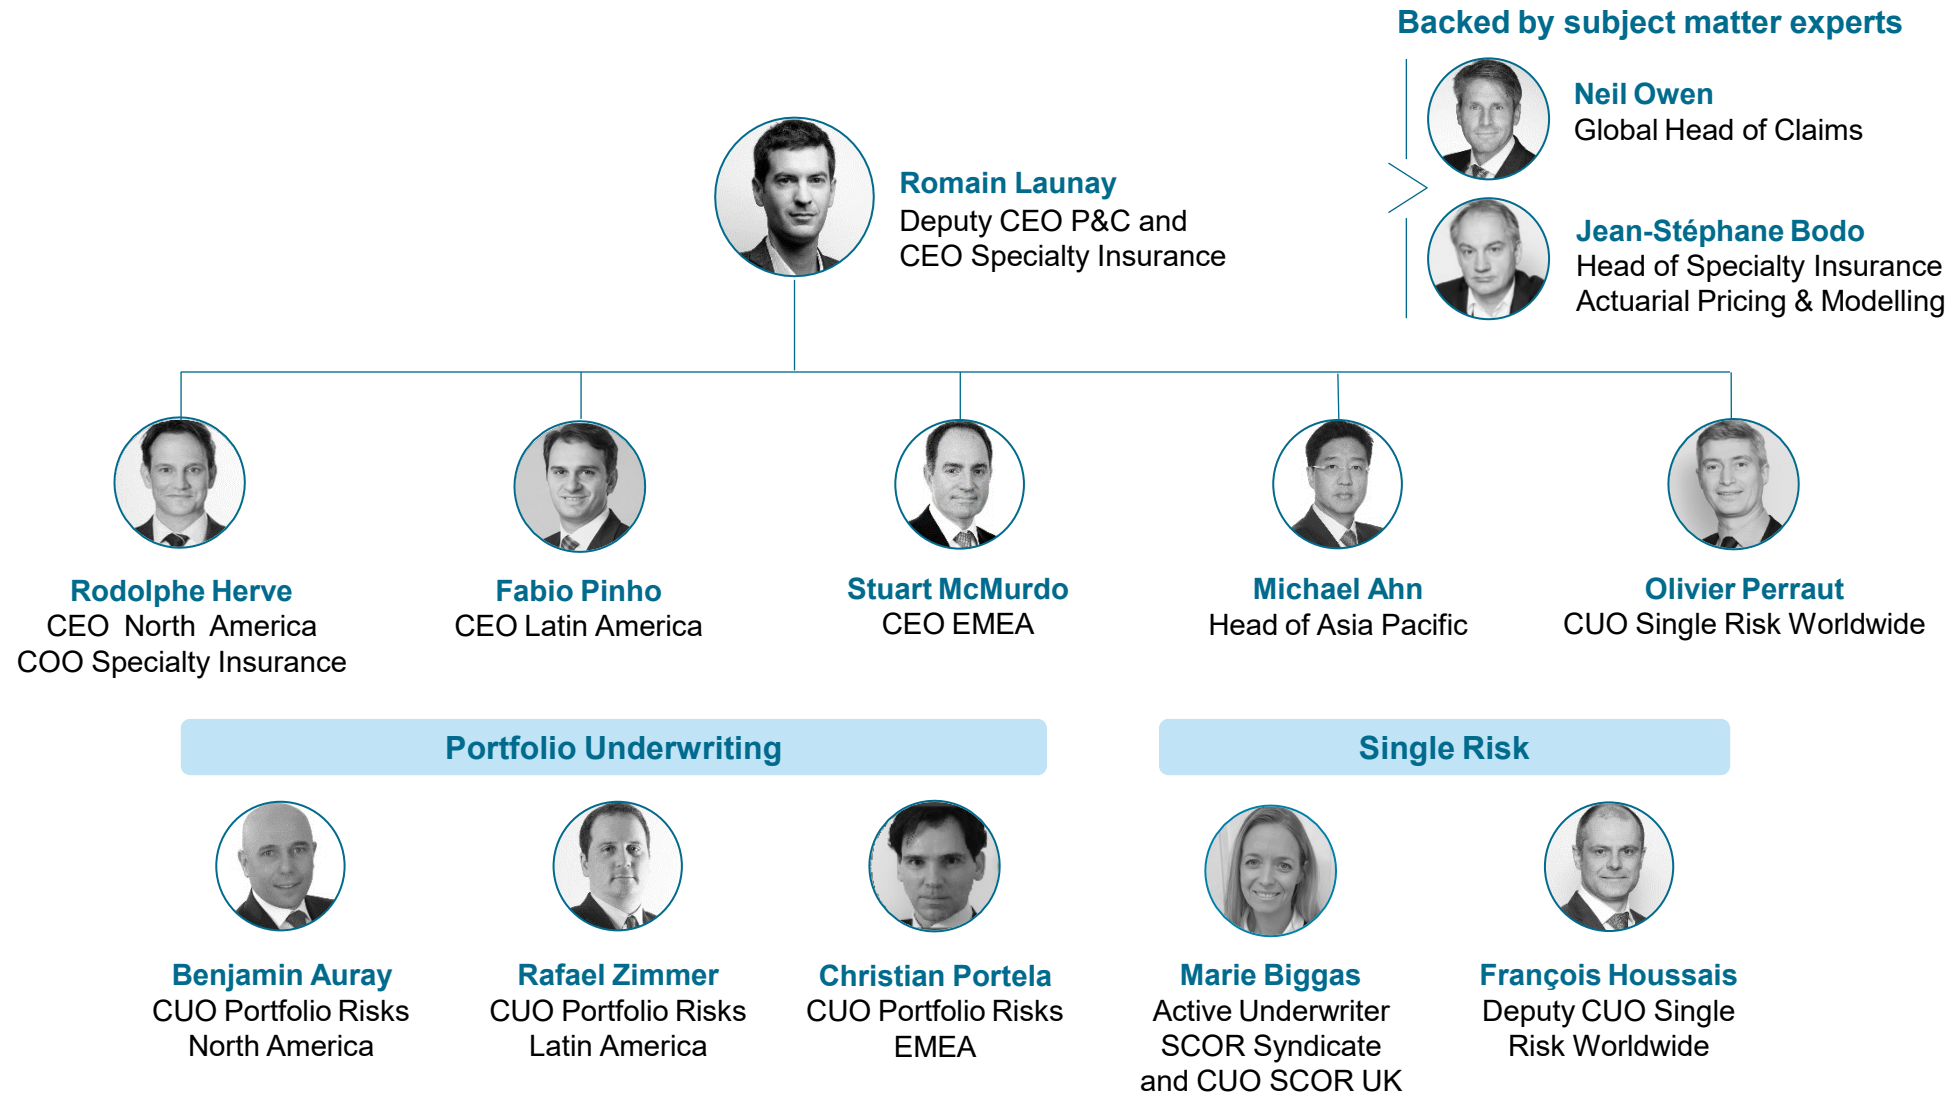 Backed by subject matter experts
Neil Owen
Global Head of Claims
Romain Launay
Deputy CEO P&C and
CEO Specialty Insurance
Jean-Stéphane Bodo
Head of Specialty Insurance
Actuarial Pricing & Modelling
Rodolphe Herve
CEO North America
COO Specialty Insurance
Fabio Pinho
CEO Latin America
Stuart McMurdo
CEO EMEA
Michael Ahn
Head of Asia Pacific
Olivier Perraut
CUO Single Risk Worldwide
Portfolio Underwriting
Single Risk
Benjamin Auray
CUO Portfolio Risks
North America
Rafael Zimmer
CUO Portfolio Risks
Latin America
Christian Portela
CUO Portfolio Risks
EMEA
Marie Biggas
Active Underwriter
SCOR Syndicate
and CUO SCOR UK
François Houssais
Deputy CUO Single
Risk Worldwide